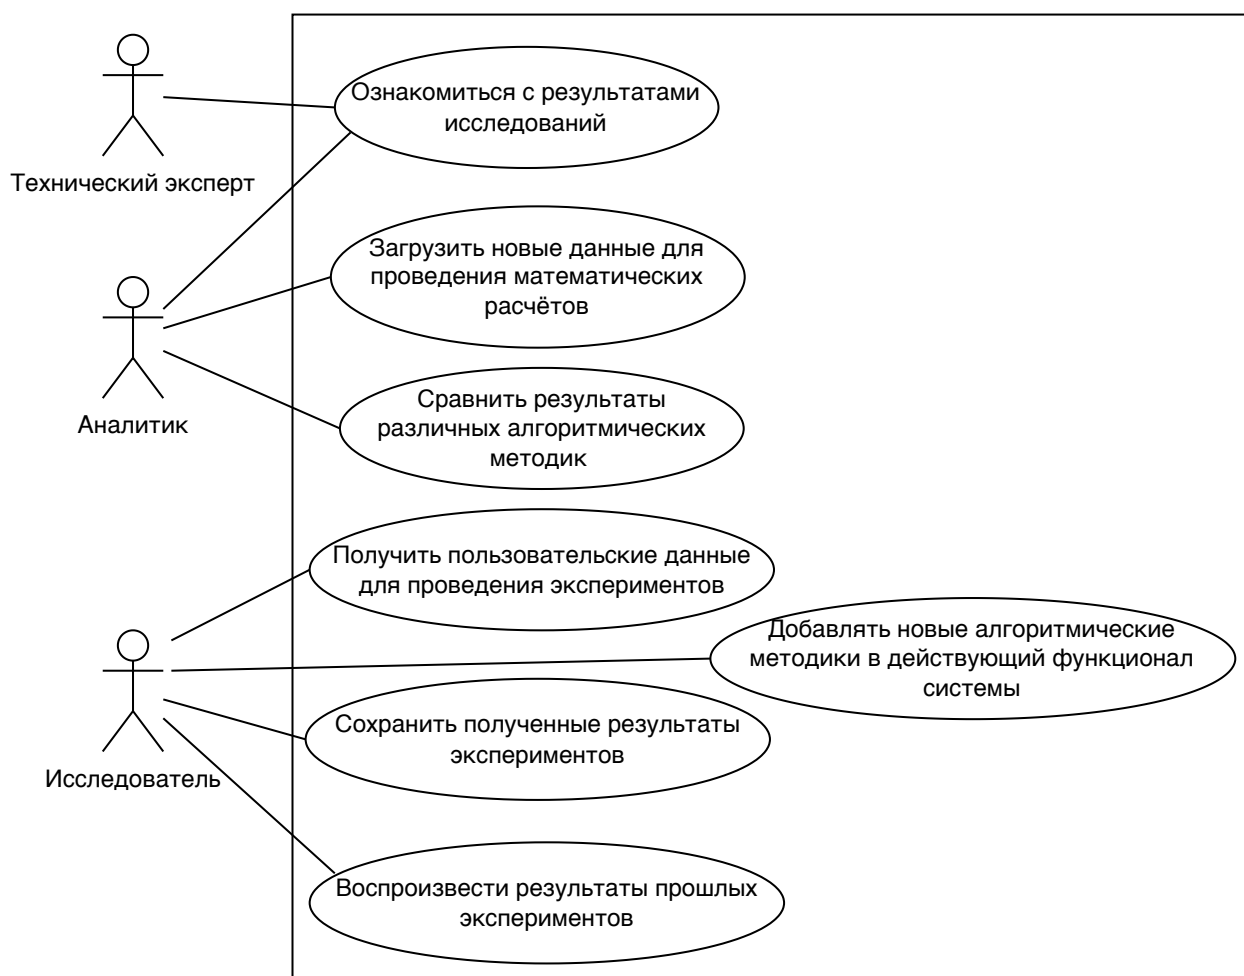 Ознакомиться с результатами
исследований
Технический эксперт
Загрузить новые данные для
проведения математических
расчётов
Аналитик
Сравнить результаты
различных алгоритмических
методик
Получить пользовательские данные
для проведения экспериментов
Добавлять новые алгоритмические
методики в действующий функционал
системы
Исследователь
Сохранить полученные результаты
экспериментов
Воспроизвести результаты прошлых
экспериментов